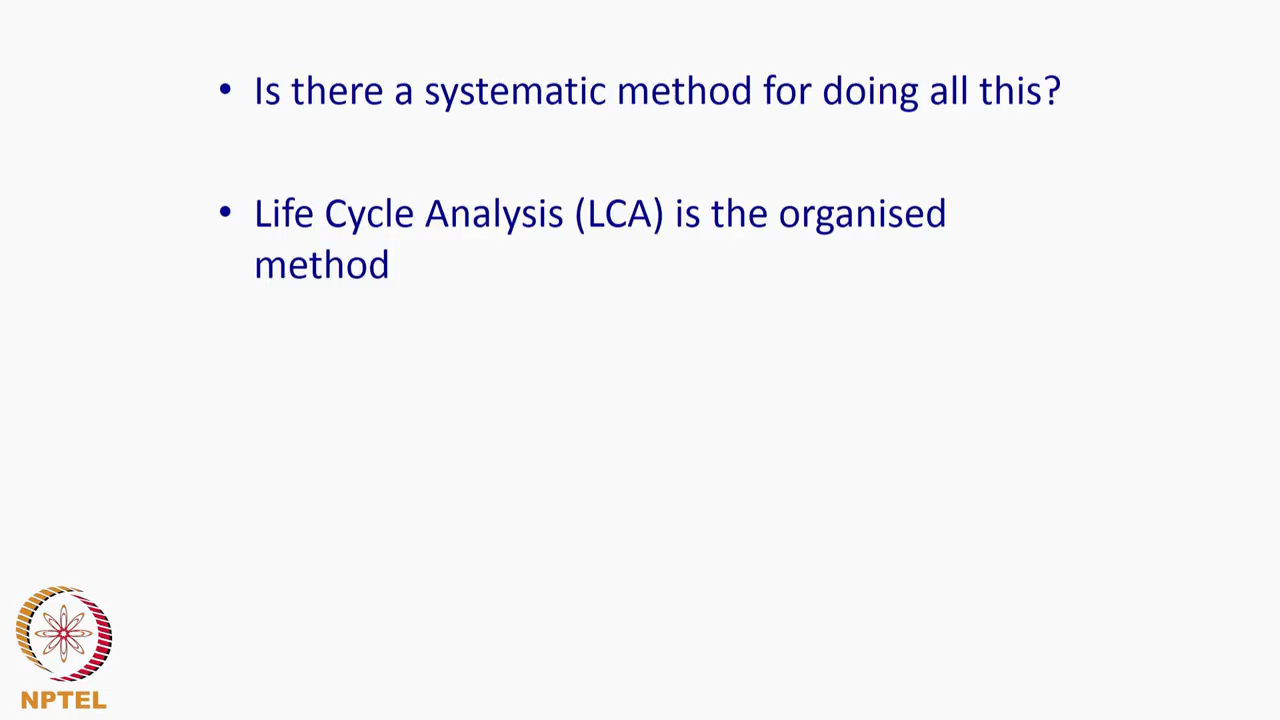 • Is there a systematic method for doing all this?
• Life Cycle Analysis (LCA) is the organised
method
NPTEL